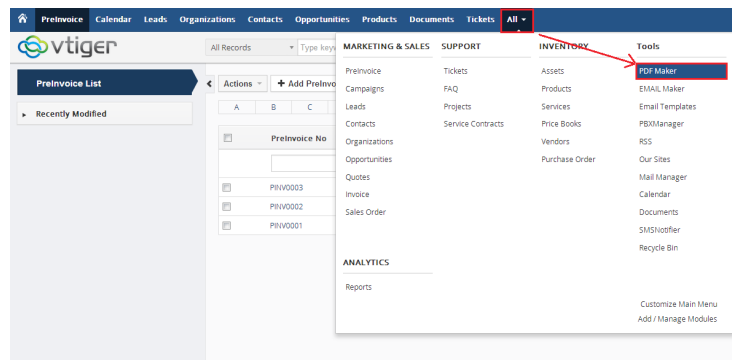 PreInvoice Calendar Leads Organizations Contacts Opportunities Products Documents Tickets All
vtiger
All Records
Type keyw
PreInvoice List
Recently Modified
Actions
+ Add PreInvo
A B C
PreInvoice No
PINV0003
PINV0002
PINV0001
MARKETING & SALES
PreInvoice
Campaigns
Leads
Contacts
Organizations
Opportunities
Quotes
Invoice
Sales Order
ANALYTICS
Reports
SUPPORT
Tickets
FAQ
Projects
Service Contracts
INVENTORY
Assets
Products
Services
Price Books
Vendors
Purchase Order
Tools
PDF Maker
EMAIL Maker
Email Templates
PBXManager
RSS
Our Sites
Mail Manager
Calendar
Documents
SMSNotifier
Recycle Bin
Customize Main Menu
Add / Manage Modules